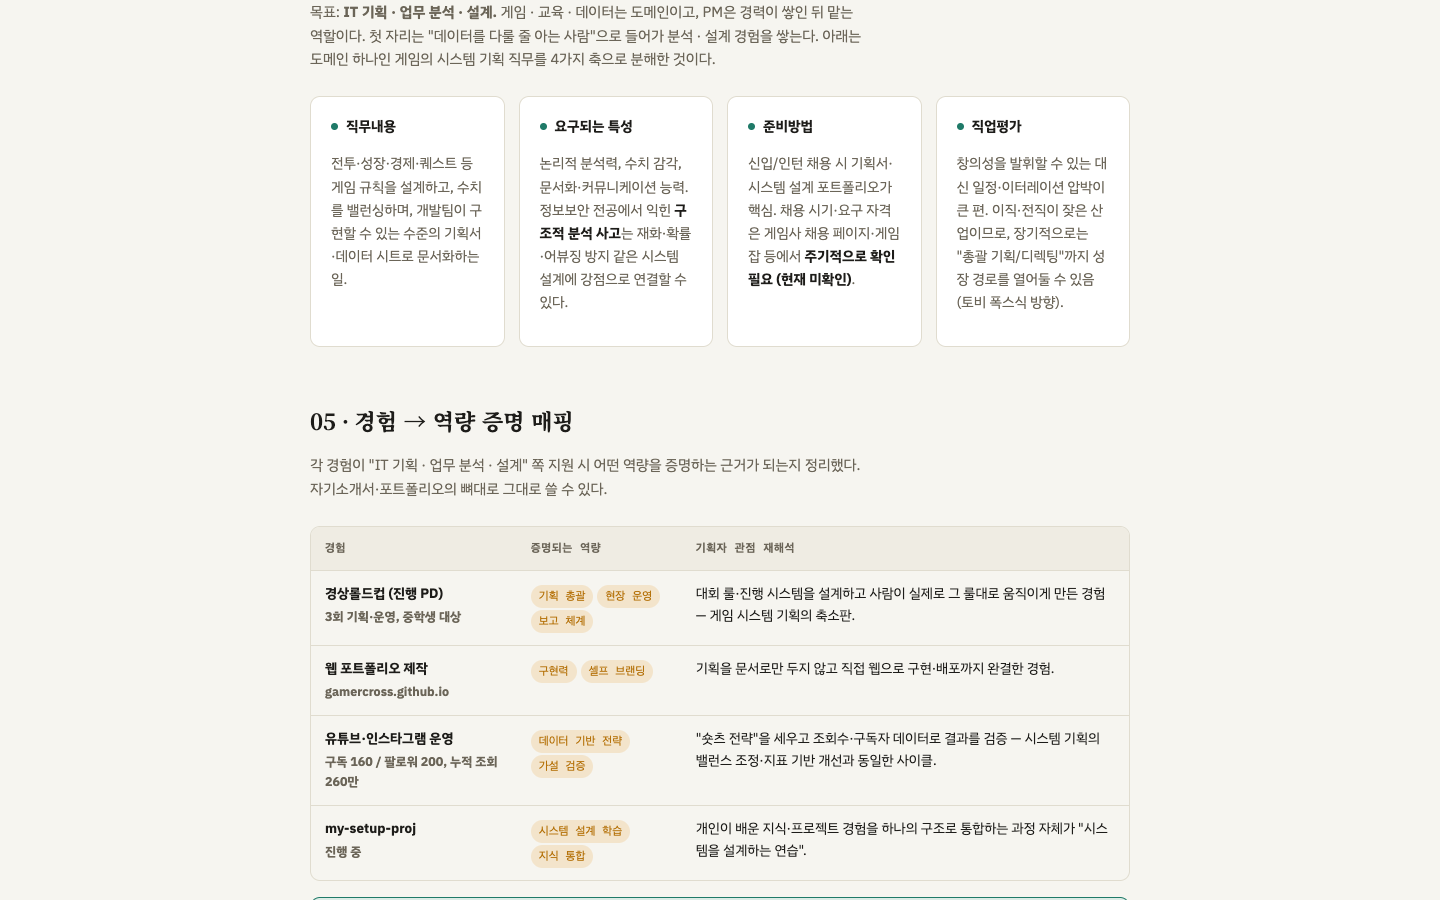 목표: IT 기획 · 업무 분석 · 설계. 게임 · 교육 · 데이터는 도메인이고, PM은 경력이 쌓인 뒤 맡는
역할이다. 첫 자리는 "데이터를 다룰 줄 아는 사람"으로 들어가 분석 · 설계 경험을 쌓는다. 아래는
도메인 하나인 게임의 시스템 기획 직무를 4가지 축으로 분해한 것이다.
직무내용
전투·성장·경제·퀘스트 등
게임 규칙을 설계하고, 수치
를 밸런싱하며, 개발팀이 구
현할 수 있는 수준의 기획서
·데이터 시트로 문서화하는
일.
요구되는 특성
논리적 분석력, 수치 감각,
문서화·커뮤니케이션 능력.
정보보안 전공에서 익힌 구
조적 분석 사고는 재화·확률
·어뷰징 방지 같은 시스템
설계에 강점으로 연결할 수
있다.
준비방법
신입/인턴 채용 시 기획서·
시스템 설계 포트폴리오가
핵심. 채용 시기·요구 자격
은 게임사 채용 페이지·게임
잡 등에서 주기적으로 확인
필요 (현재 미확인).
직업평가
창의성을 발휘할 수 있는 대
신 일정·이터레이션 압박이
큰 편. 이직·전직이 잦은 산
업이므로, 장기적으로는
"총괄 기획/디렉팅"까지 성
장 경로를 열어둘 수 있음
(토비 폭스식 방향).
05 · 경험 → 역량 증명 매핑
각 경험이 "IT 기획 · 업무 분석 · 설계" 쪽 지원 시 어떤 역량을 증명하는 근거가 되는지 정리했다.
자기소개서·포트폴리오의 뼈대로 그대로 쓸 수 있다.
경험 증명되는 역량 기획자 관점 재해석
경상롤드컵 (진행 PD)
3회 기획·운영, 중학생 대상
기획 총괄 현장 운영
보고 체계
대회 룰·진행 시스템을 설계하고 사람이 실제로 그 룰대로 움직이게 만든 경험
— 게임 시스템 기획의 축소판.
웹 포트폴리오 제작
gamercross.github.io
구현력 셀프 브랜딩
기획을 문서로만 두지 않고 직접 웹으로 구현·배포까지 완결한 경험.
유튜브·인스타그램 운영
구독 160 / 팔로워 200, 누적 조회
260만
데이터 기반 전략
가설 검증
"숏츠 전략"을 세우고 조회수·구독자 데이터로 결과를 검증 — 시스템 기획의
밸런스 조정·지표 기반 개선과 동일한 사이클.
my-setup-proj
진행 중
시스템 설계 학습
지식 통합
개인이 배운 지식·프로젝트 경험을 하나의 구조로 통합하는 과정 자체가 "시스
템을 설계하는 연습".